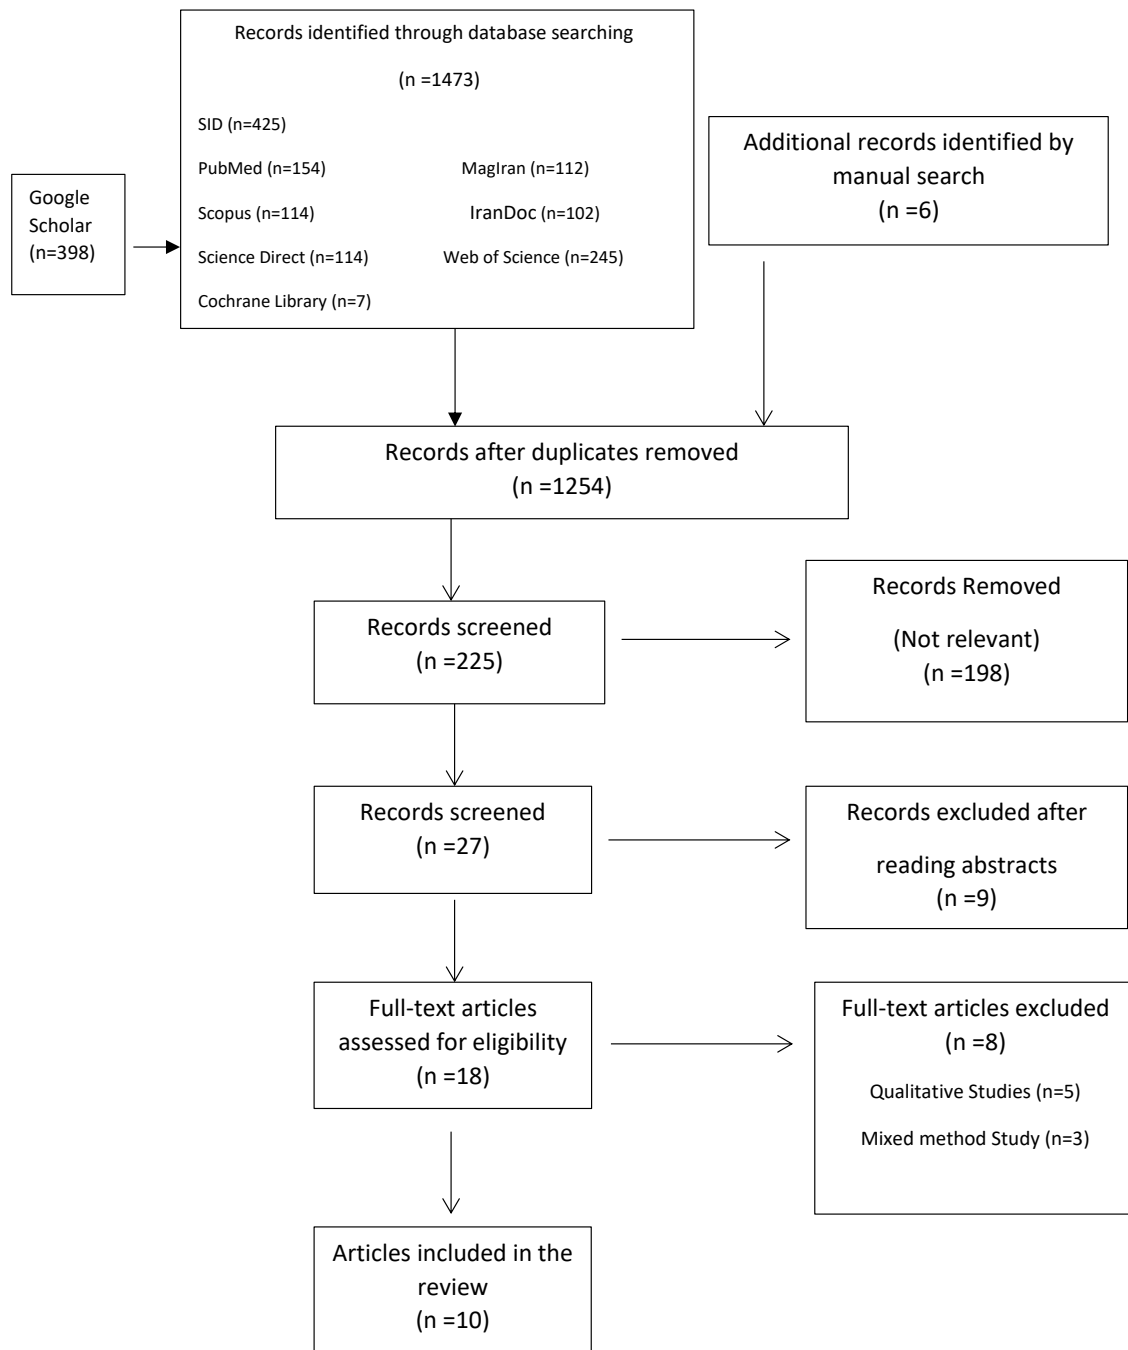 Records identified through database searching
(n =1473)
SID (n=425)
PubMed (n=154)
MagIran (n=112)
Scopus (n=114)
IranDoc (n=102)
Science Direct (n=114)
Web of Science (n=245)
Cochrane Library (n=7)
Google
Scholar
(n=398)
Additional records identified by
manual search
(n =6)
Records after duplicates removed
(n =1254)
Records screened
(n =225)
Records Removed
(Not relevant)
(n =198)
Records screened
(n =27)
Records excluded after
reading abstracts
(n =9)
Full-text articles
assessed for eligibility
(n =18)
Full-text articles excluded
(n =8)
Qualitative Studies (n=5)
Mixed method Study (n=3)
Articles included in the
review
(n =10)